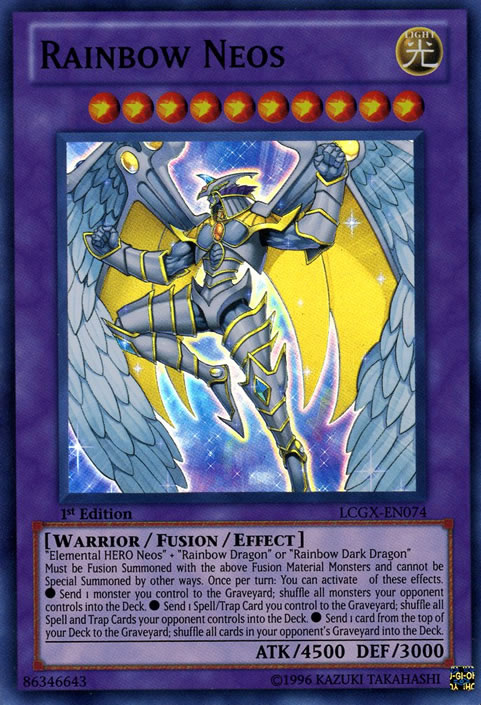 RAINBOW NEOS
LIGHT
光
1st Edition
LCGX-EN074
[WARRIOR / FUSION / EFFECT]
"Elemental HERO Neos" + "Rainbow Dragon" or "Rainbow Dark Dragon"
Must be Fusion Summoned with the above Fusion Material Monsters and cannot be
Special Summoned by other ways. Once per turn: You can activate of these effects.
● Send 1 monster you control to the Graveyard; shuffle all monsters your opponent
controls into the Deck. ● Send 1 Spell/Trap Card you control to the Graveyard; shuffle all
Spell and Trap Cards your opponent controls into the Deck. ● Send 1 card from the top of
your Deck to the Graveyard; shuffle all cards in your opponent's Graveyard into the Deck.
ATK/4500 DEF/3000
86346643
©1996 KAZUKI TAKAHASHI